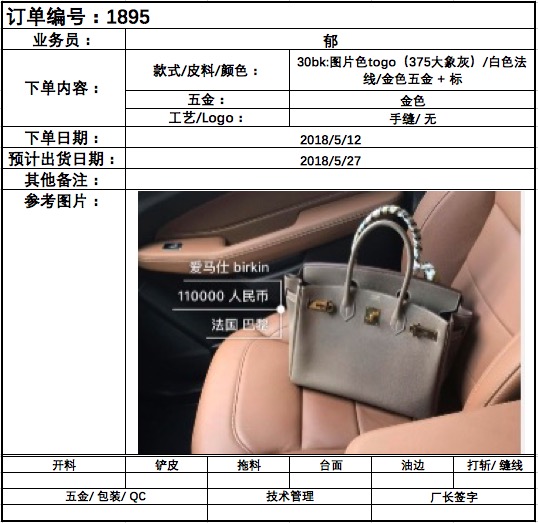 订单编号：1895
业务员： 郁
下单内容：
款式/皮料/颜色： 30bk:图片色togo（375大象灰）/白色法
线/金色五金 + 标
五金： 金色
工艺/Logo： 手缝/ 无
下单日期： 2018/5/12
预计出货日期： 2018/5/27
其他备注：
参考图片：
爱马仕 birkin
110000 人民币
法国 巴黎
开料 铲皮 拖料 台面 油边 打斩/ 缝线
五金/ 包装/ QC 技术管理 厂长签字